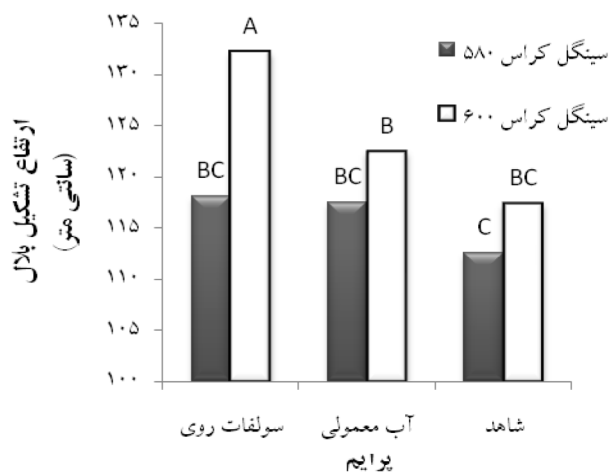 ارتفاع تشکیل بلال
(سانتی متر)
۱۳۵
۱۳۰
۱۲۵
۱۲۰
۱۱۵
۱۱۰
۱۰۵
۱۰۰
سینگل کراس ۵۸۰
سینگل کراس ۶۰۰
BC
A
BC
B
C
BC
سولفات روی
آب معمولی
شاهد
پرایم